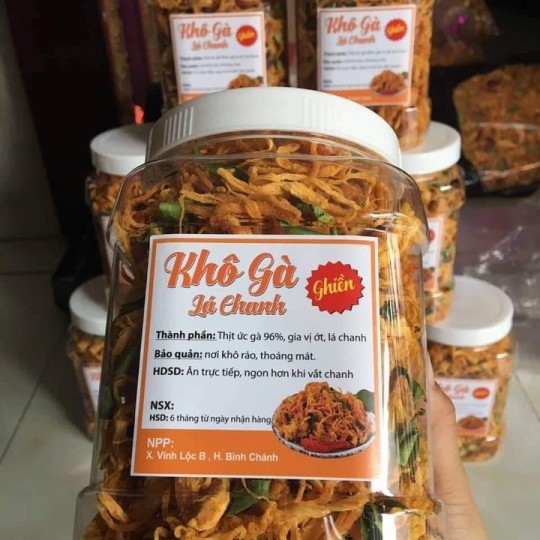 Khô Gà
Lá Chanh
Khô Gà
Lá Chanh
Ghiền
Khô Gà
Lá Chanh
Ghiền
Thành phần: Thịt ức gà 96%, gia vị ớt, lá chanh
Bảo quản: nơi khô ráo, thoáng mát.
HDSD: Ăn trực tiếp, ngon hơn khi vắt chanh
NSX:
HSD: 6 tháng từ ngày nhận hàng
NPP:
X. Vĩnh Lộc B , H. Bình Chánh
Khô Gà